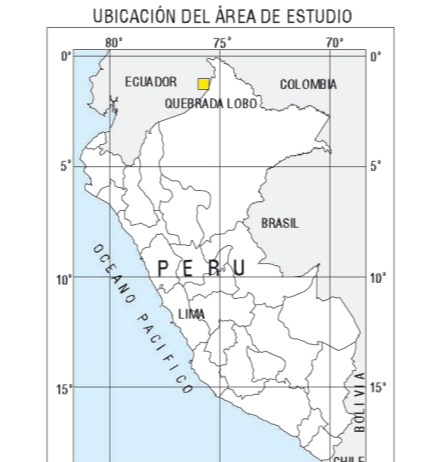 UBICACIÓN DEL ÁREA DE ESTUDIO
80° 75° 70°
0° 0°
ECUADOR COLOMBIA
QUEBRADA LOBO
5° 5°
BRASIL
PERU
10° 10°
OCEANO PACIFICO
LIMA
15° 15°
BOLIVIA
CHILE